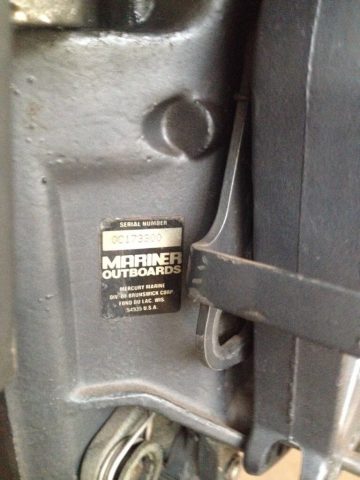 SERIAL NUMBER
MARINER
OUTBOARDS
MERCURY MARINE
DIV. OF BRUNSWICK CORP.
FOND DU LAC, WIS.
54935 U.S.A.